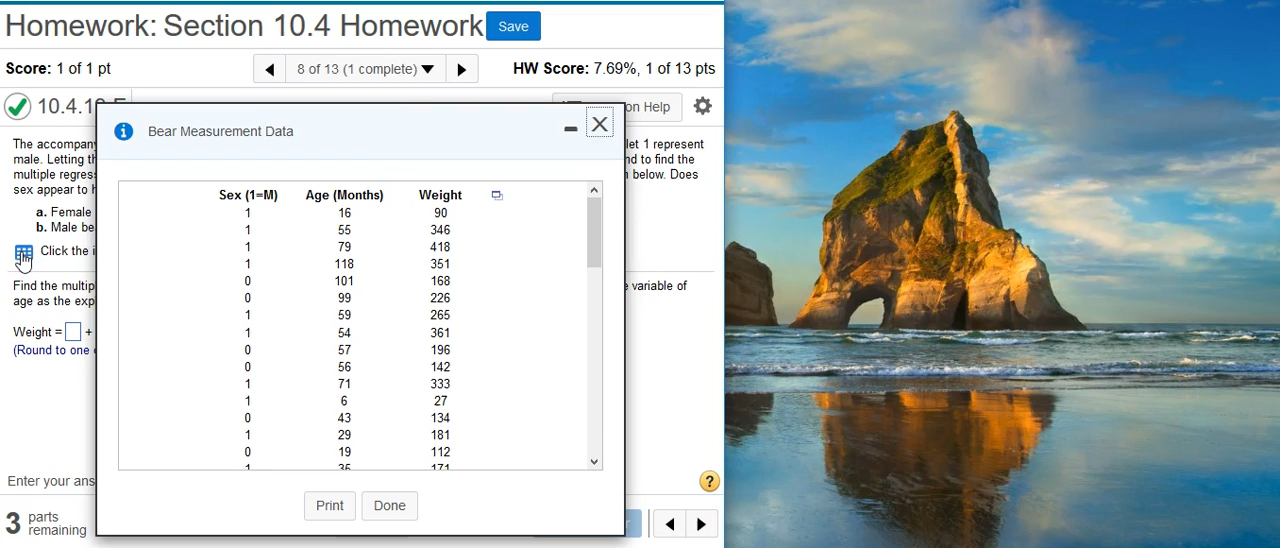 Homework: Section 10.4 Homework Save
Score: 1 of 1 pt
8 of 13 (1 complete)
HW Score: 7.69%, 1 of 13 pts
10.4.1
on Help
Bear Measurement Data
The accompany
let 1 represent
male. Letting th
nd to find the
multiple regress
below. Does
sex appear to h
a. Female
b. Male be
Click the i
Find the multip
variable of
age as the exp
Weight = +
(Round to one
Sex (1=M) Age (Months) Weight
1 16 90
1 55 346
1 79 418
1 118 351
0 101 168
0 99 226
1 59 265
1 54 361
0 57 196
0 56 142
1 71 333
1 6 27
0 43 134
1 29 181
0 19 112
1 35 171
Print Done
Enter your ans
?
3 parts
remaining